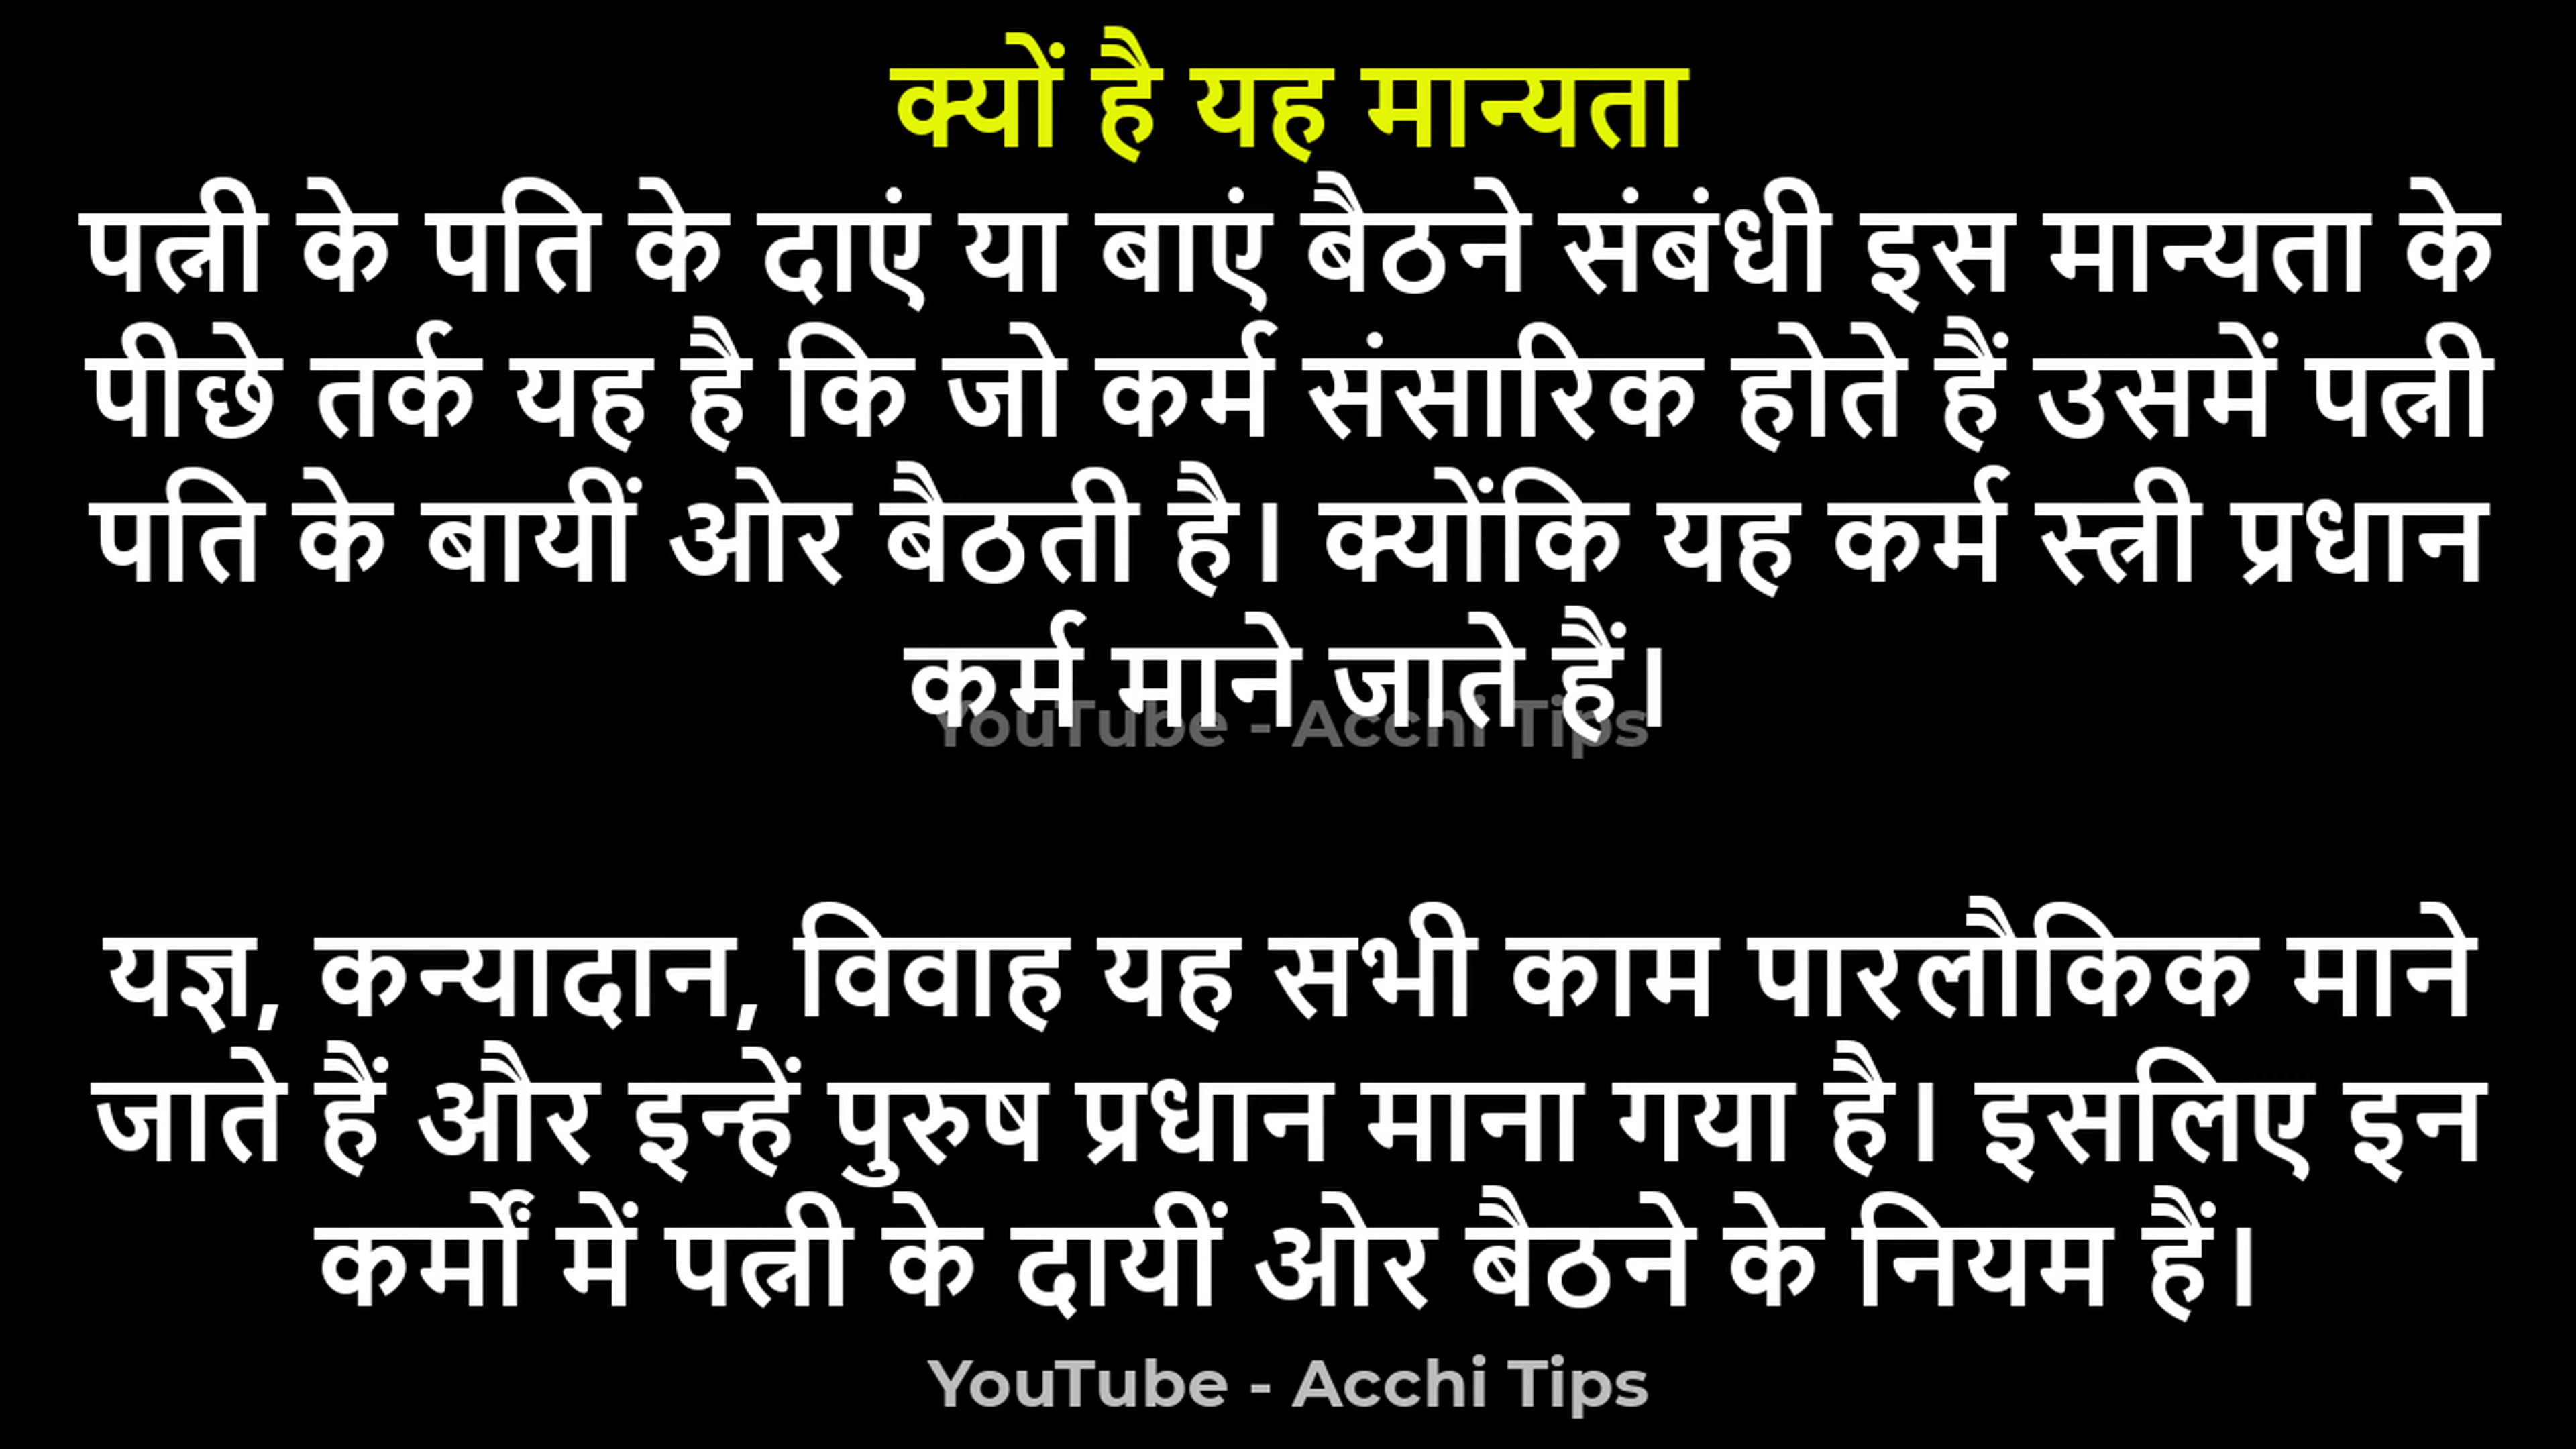 क्यों है यह मान्यता
पत्नी के पति के दाएं या बाएं बैठने संबंधी इस मान्यता के
पीछे तर्क यह है कि जो कर्म संसारिक होते हैं उसमें पत्नी
पति के बायीं ओर बैठती है। क्योंकि यह कर्म स्त्री प्रधान
कर्म माने जाते हैं।
YouTube - Acchi Tips
यज्ञ, कन्यादान, विवाह यह सभी काम पारलौकिक माने
जाते हैं और इन्हें पुरुष प्रधान माना गया है। इसलिए इन
कर्मों में पत्नी के दायीं ओर बैठने के नियम हैं।
YouTube - Acchi Tips